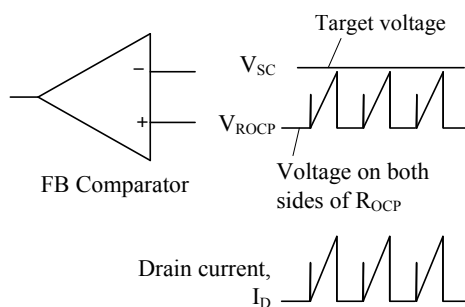 Target voltage
V_SC
−
+
V_ROCP
FB Comparator
Voltage on both
sides of R_OCP
Drain current,
I_D